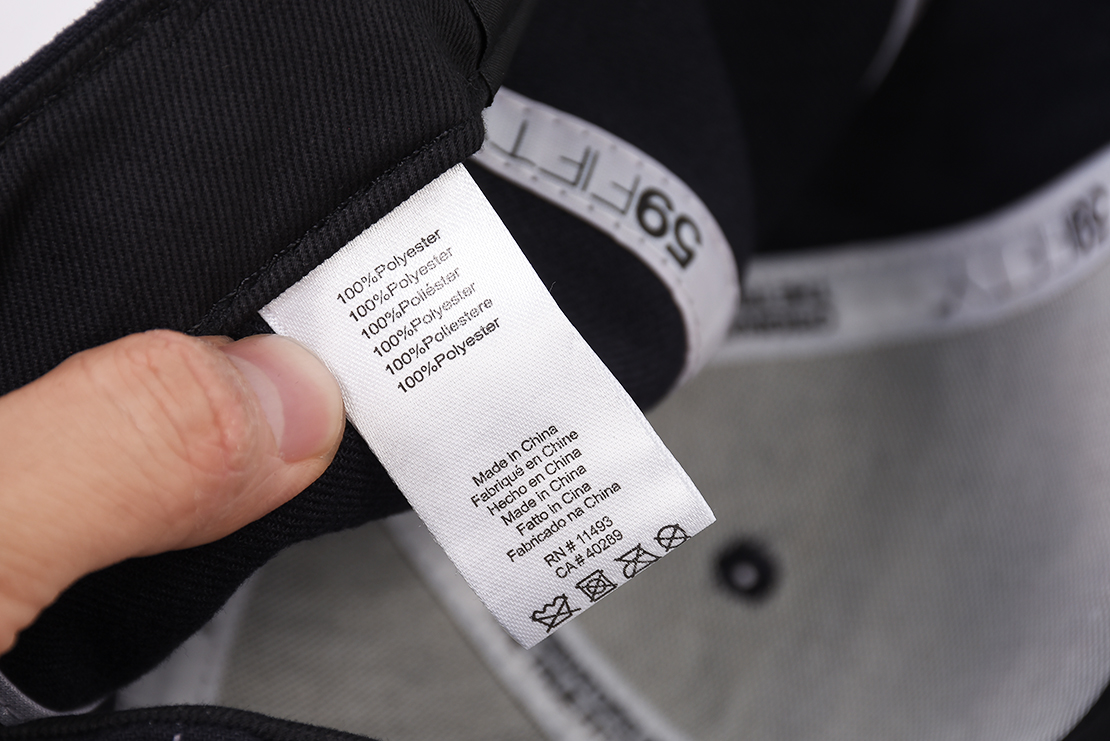 100%Polyester
100%Polyester
100%Poliéster
100%Polyester
100%Poliestere
100%Polyester
Made in China
Fabriqué en Chine
Hecho en China
Made in China
Fatto in Cina
Fabricado na China
RN # 11493
CA # 40289
59FIFT